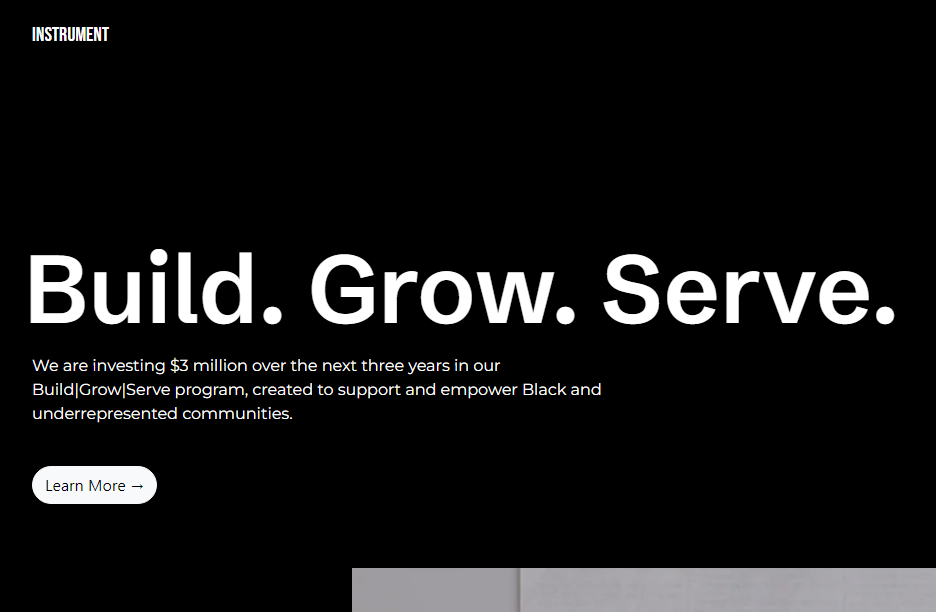 INSTRUMENT
Build. Grow. Serve.
We are investing $3 million over the next three years in our
Build|Grow|Serve program, created to support and empower Black and
underrepresented communities.
Learn More →